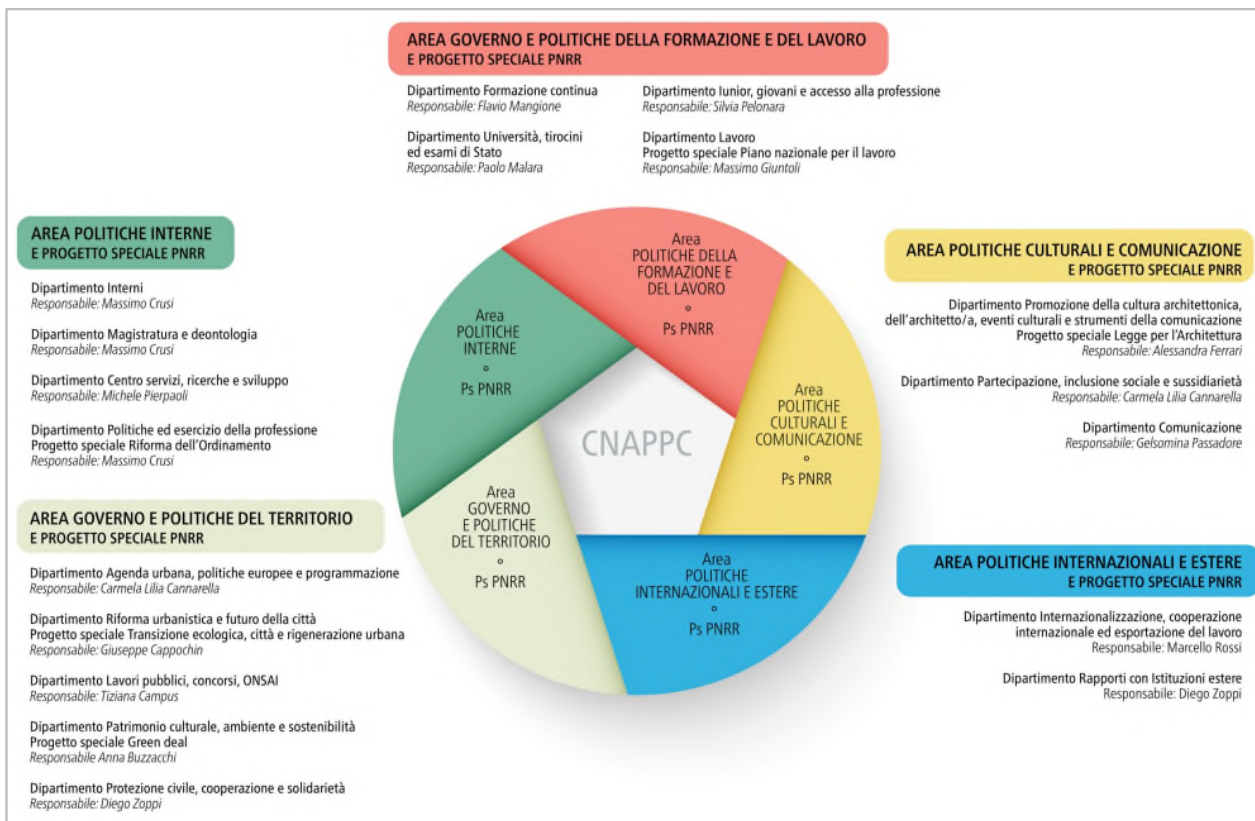 AREA GOVERNO E POLITICHE DELLA FORMAZIONE E DEL LAVORO
E PROGETTO SPECIALE PNRR
Dipartimento Formazione continua
Responsabile: Flavio Mangione
Dipartimento Università, tirocini
ed esami di Stato
Responsabile: Paolo Malara
Dipartimento Iunior, giovani e accesso alla professione
Responsabile: Silvia Pelonara
Dipartimento Lavoro
Progetto speciale Piano nazionale per il lavoro
Responsabile: Massimo Giuntoli
AREA POLITICHE INTERNE
E PROGETTO SPECIALE PNRR
Dipartimento Interni
Responsabile: Massimo Crusi
Dipartimento Magistratura e deontologia
Responsabile: Massimo Crusi
Dipartimento Centro servizi, ricerche e sviluppo
Responsabile: Michele Pierpaoli
Dipartimento Politiche ed esercizio della professione
Progetto speciale Riforma dell'Ordinamento
Responsabile: Massimo Crusi
AREA GOVERNO E POLITICHE DEL TERRITORIO
E PROGETTO SPECIALE PNRR
Dipartimento Agenda urbana, politiche europee e programmazione
Responsabile: Carmela Lilia Cannarella
Dipartimento Riforma urbanistica e futuro della città
Progetto speciale Transizione ecologica, città e rigenerazione urbana
Responsabile: Giuseppe Cappochin
Dipartimento Lavori pubblici, concorsi, ONSAI
Responsabile: Tiziana Campus
Dipartimento Patrimonio culturale, ambiente e sostenibilità
Progetto speciale Green deal
Responsabile Anna Buzzacchi
Dipartimento Protezione civile, cooperazione e solidarietà
Responsabile: Diego Zoppi
Area
POLITICHE DELLA
FORMAZIONE E
DEL LAVORO
Ps PNRR
Area
POLITICHE
INTERNE
Ps PNRR
Area
POLITICHE
CULTURALI E
COMUNICAZIONE
Ps PNRR
CNAPPC
Area
GOVERNO
E POLITICHE
DEL TERRITORIO
Ps PNRR
Area
POLITICHE
INTERNAZIONALI E ESTERE
Ps PNRR
AREA POLITICHE CULTURALI E COMUNICAZIONE
E PROGETTO SPECIALE PNRR
Dipartimento Promozione della cultura architettonica,
dell'architetto/a, eventi culturali e strumenti della comunicazione
Progetto speciale Legge per l'Architettura
Responsabile: Alessandra Ferrari
Dipartimento Partecipazione, inclusione sociale e sussidiarietà
Responsabile: Carmela Lilia Cannarella
Dipartimento Comunicazione
Responsabile: Gelsomina Passadore
AREA POLITICHE INTERNAZIONALI E ESTERE
E PROGETTO SPECIALE PNRR
Dipartimento Internazionalizzazione, cooperazione
internazionale ed esportazione del lavoro
Responsabile: Marcello Rossi
Dipartimento Rapporti con Istituzioni estere
Responsabile: Diego Zoppi